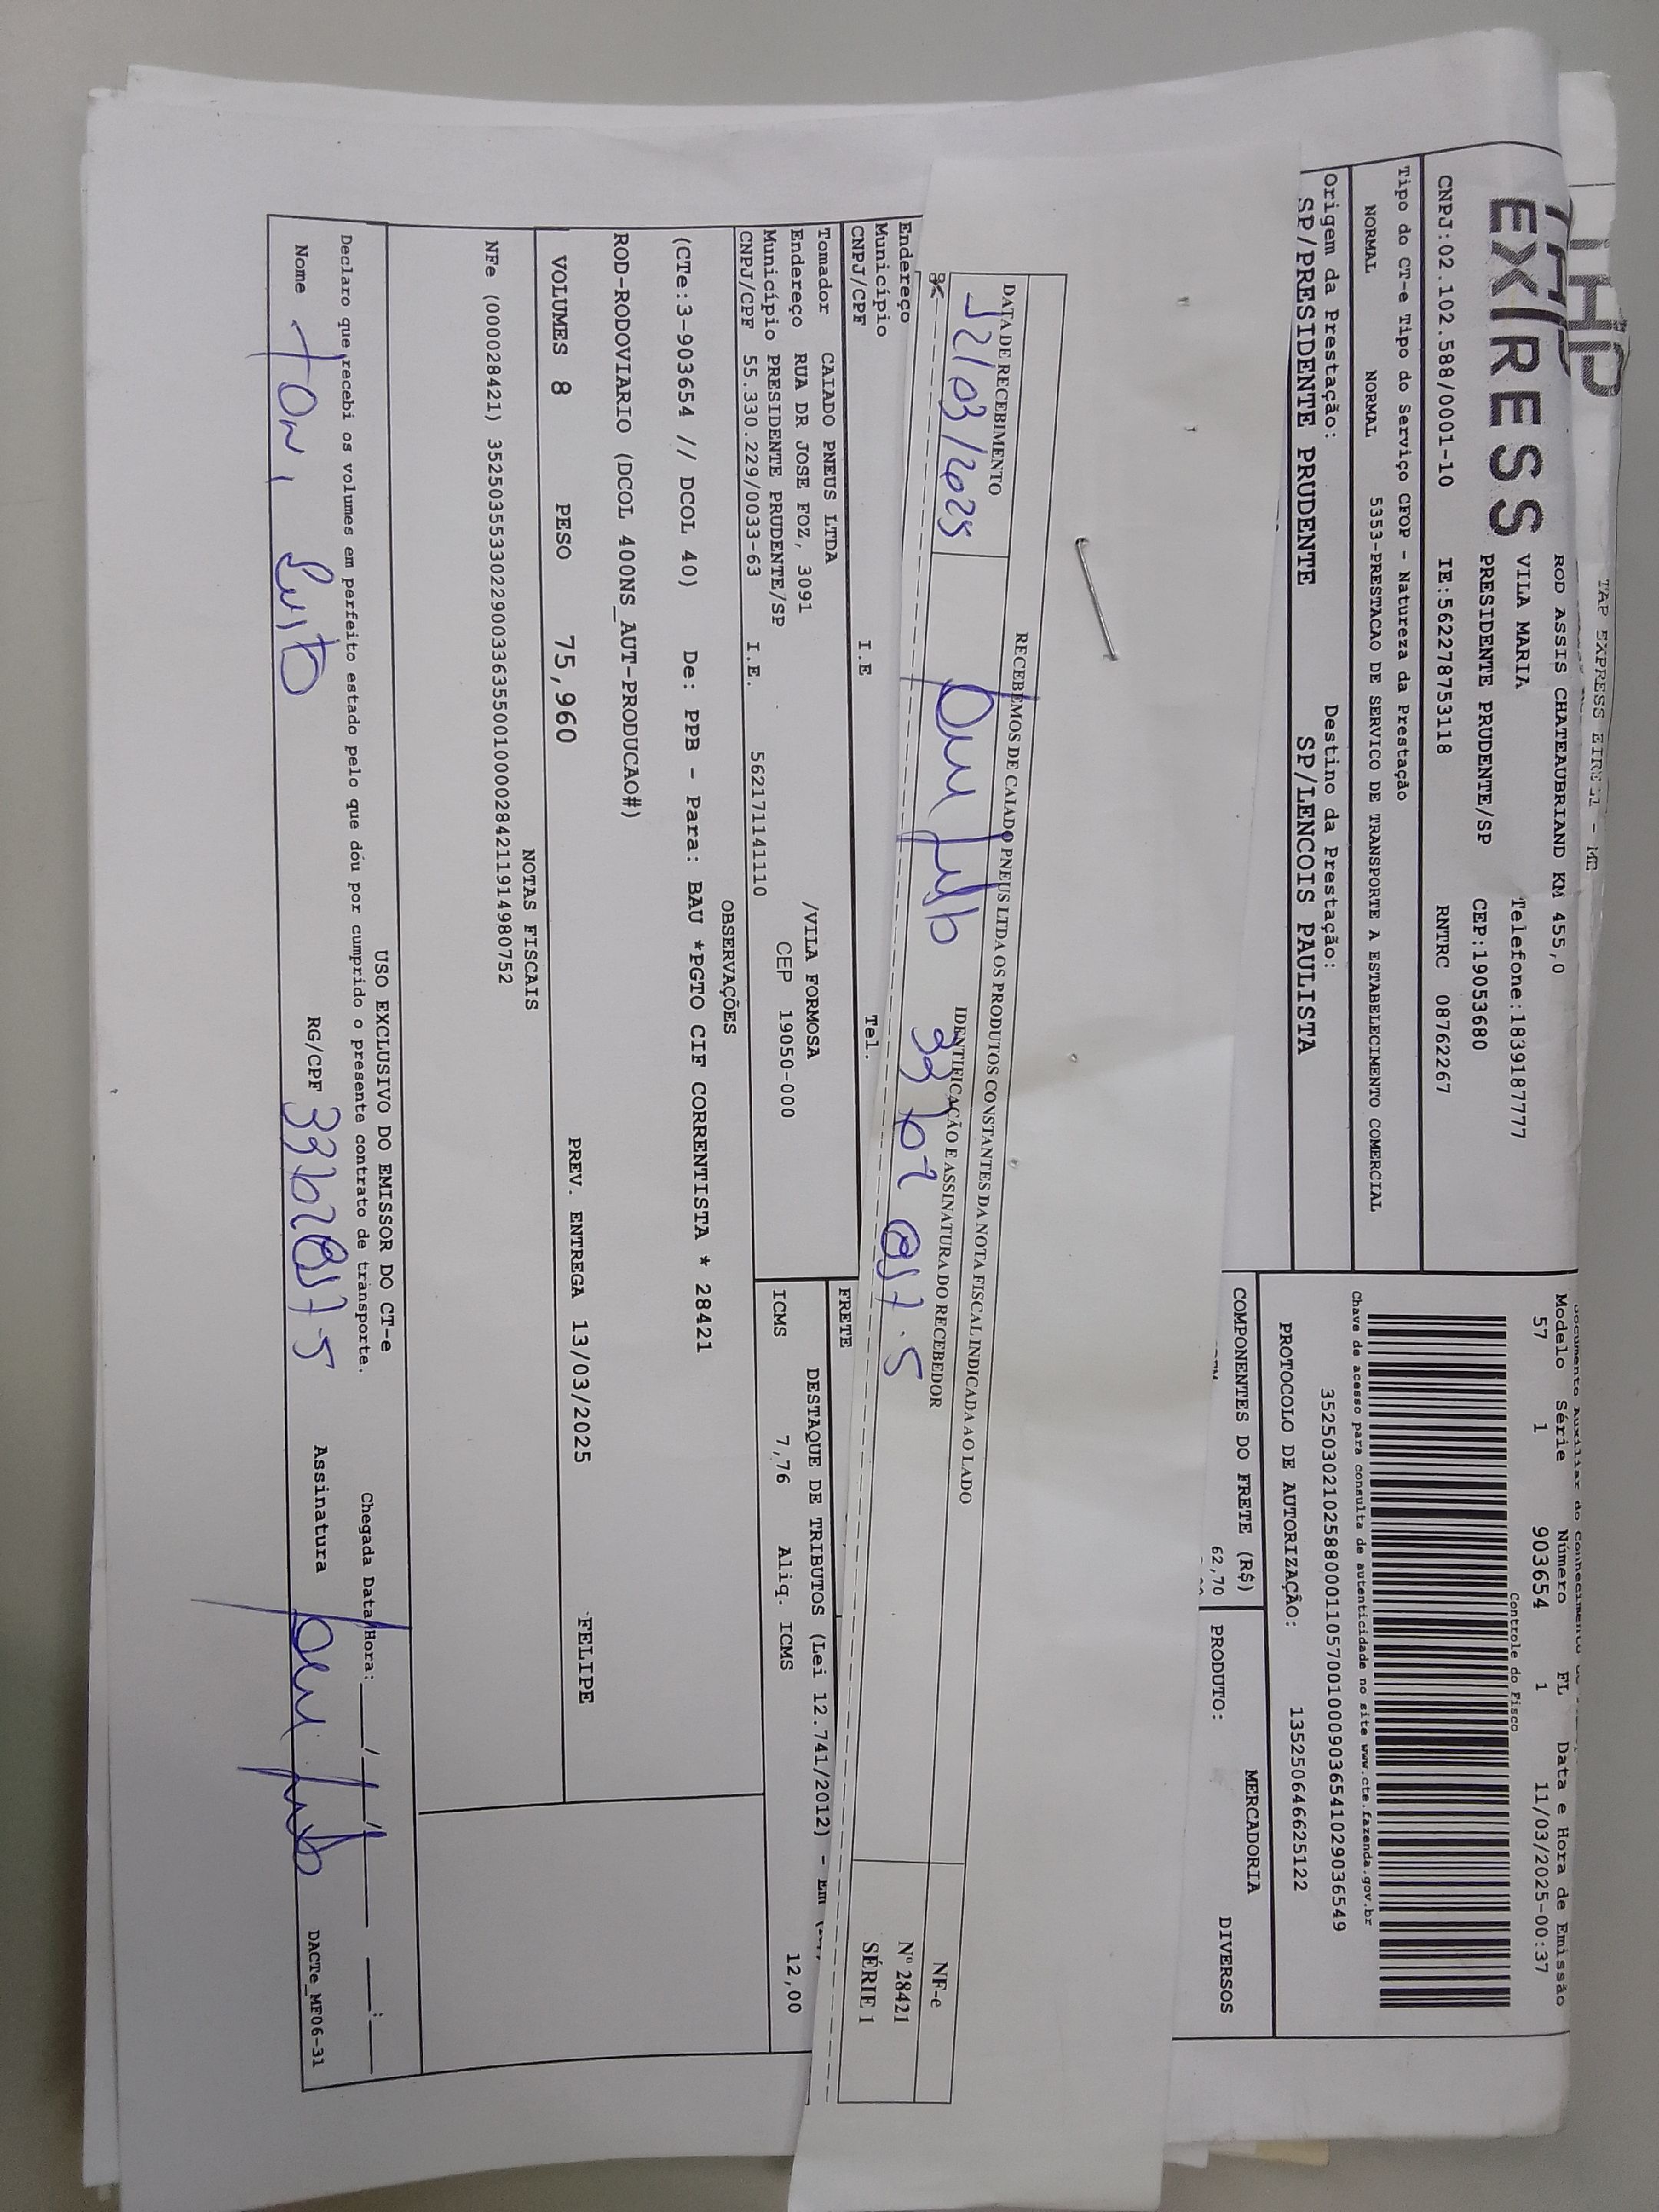 TAP EXPRESS EIRELI - ME
ROD ASSIS CHATEAUBRIAND KM 455,0
VILA MARIA Telefone:1839187777
PRESIDENTE PRUDENTE/SP CEP:19053680
EXPRESS
CNPJ:02.102.588/0001-10 IE:562278753118 RNTRC 08762267
Modelo Série Número FL Data e Hora de Emissão
57 1 903654 1 11/03/2025-00:37
Controle do Fisco
Tipo do CT-e Tipo do Serviço CFOP - Natureza da Prestação
NORMAL NORMAL 5353-PRESTACAO DE SERVICO DE TRANSPORTE A ESTABELECIMENTO COMERCIAL
Chave de acesso para consulta de autenticidade no site www.cte.fazenda.gov.br
35250302102588000110570010009036541029036549
Origem da Prestação: Destino da Prestação:
SP/PRESIDENTE PRUDENTE SP/LENCOIS PAULISTA
PROTOCOLO DE AUTORIZAÇÃO: 135250646625122
COMPONENTES DO FRETE (R$) MERCADORIA
62,70 PRODUTO: DIVERSOS
RECEBEMOS DE CAIADO PNEUS LTDA OS PRODUTOS CONSTANTES DA NOTA FISCAL INDICADA AO LADO
DATA DE RECEBIMENTO IDENTIFICAÇÃO E ASSINATURA DO RECEBEDOR
12/03/2025
NF-e
Nº 28421
SÉRIE 1
Endereço
Município
CNPJ/CPF I.E Tel.
FRETE
Tomador CAIADO PNEUS LTDA
Endereço RUA DR JOSE FOZ, 3091 /VILA FORMOSA
Município PRESIDENTE PRUDENTE/SP CEP 19050-000
CNPJ/CPF 55.330.229/0033-63 I.E. 562171141110
DESTAQUE DE TRIBUTOS (Lei 12.741/2012) - Em
ICMS 7,76 Aliq. ICMS 12,00
OBSERVAÇÕES
(CTe:3-903654 // DCOL 40) De: PPB - Para: BAU *PGTO CIF CORRENTISTA * 28421
ROD-RODOVIARIO (DCOL 400NS_AUT-PRODUCAO#)
VOLUMES 8 PESO 75,960 PREV. ENTREGA 13/03/2025 FELIPE
NOTAS FISCAIS
NFe (000028421) 35250355330229003363550010000284211914980752
USO EXCLUSIVO DO EMISSOR DO CT-e
Declaro que recebi os volumes em perfeito estado pelo que dou por cumprido o presente contrato de transporte. Chegada Data/Hora: __/__/__ __:__
Nome RG/CPF Assinatura
DACTe_MF06-31